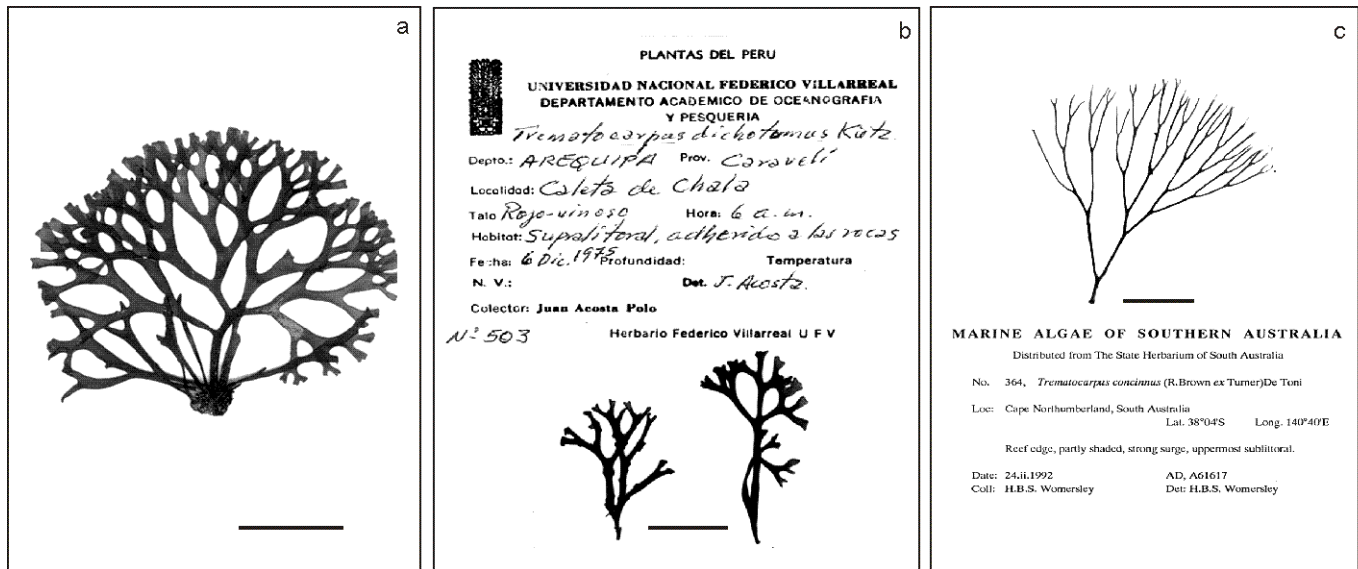 a
b
PLANTAS DEL PERU
UNIVERSIDAD NACIONAL FEDERICO VILLARREAL
DEPARTAMENTO ACADEMICO DE OCEANOGRAFIA
Y PESQUERIA
Trematocarpus dichotomus Kütz.
Depto.: AREQUIPA Prov. Caravelí
Localidad: Caleta de Chala
Talo Rojo-vinoso Hora: 6 a.m.
Habitat: Supralitoral, adherido a las rocas
Fecha: 6 Dic. 1975 Profundidad: Temperatura
N. V.: Det. J. Acosta.
Colector: Juan Acosta Polo
Nº 503 Herbario Federico Villarreal U F V
c
MARINE ALGAE OF SOUTHERN AUSTRALIA
Distributed from The State Herbarium of South Australia
No. 364, Trematocarpus concinnus (R.Brown ex Turner)De Toni
Loc: Cape Northumberland, South Australia
Lat. 38°04'S Long. 140°40'E
Reef edge, partly shaded, strong surge, uppermost sublittoral.
Date: 24.ii.1992 AD, A61617
Coll: H.B.S. Womersley Det: H.B.S. Womersley